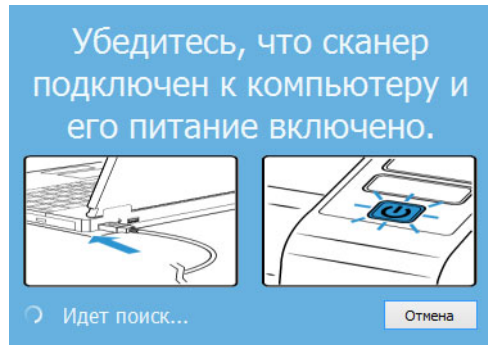 Убедитесь, что сканер
подключен к компьютеру и
его питание включено.
Идет поиск...
Отмена